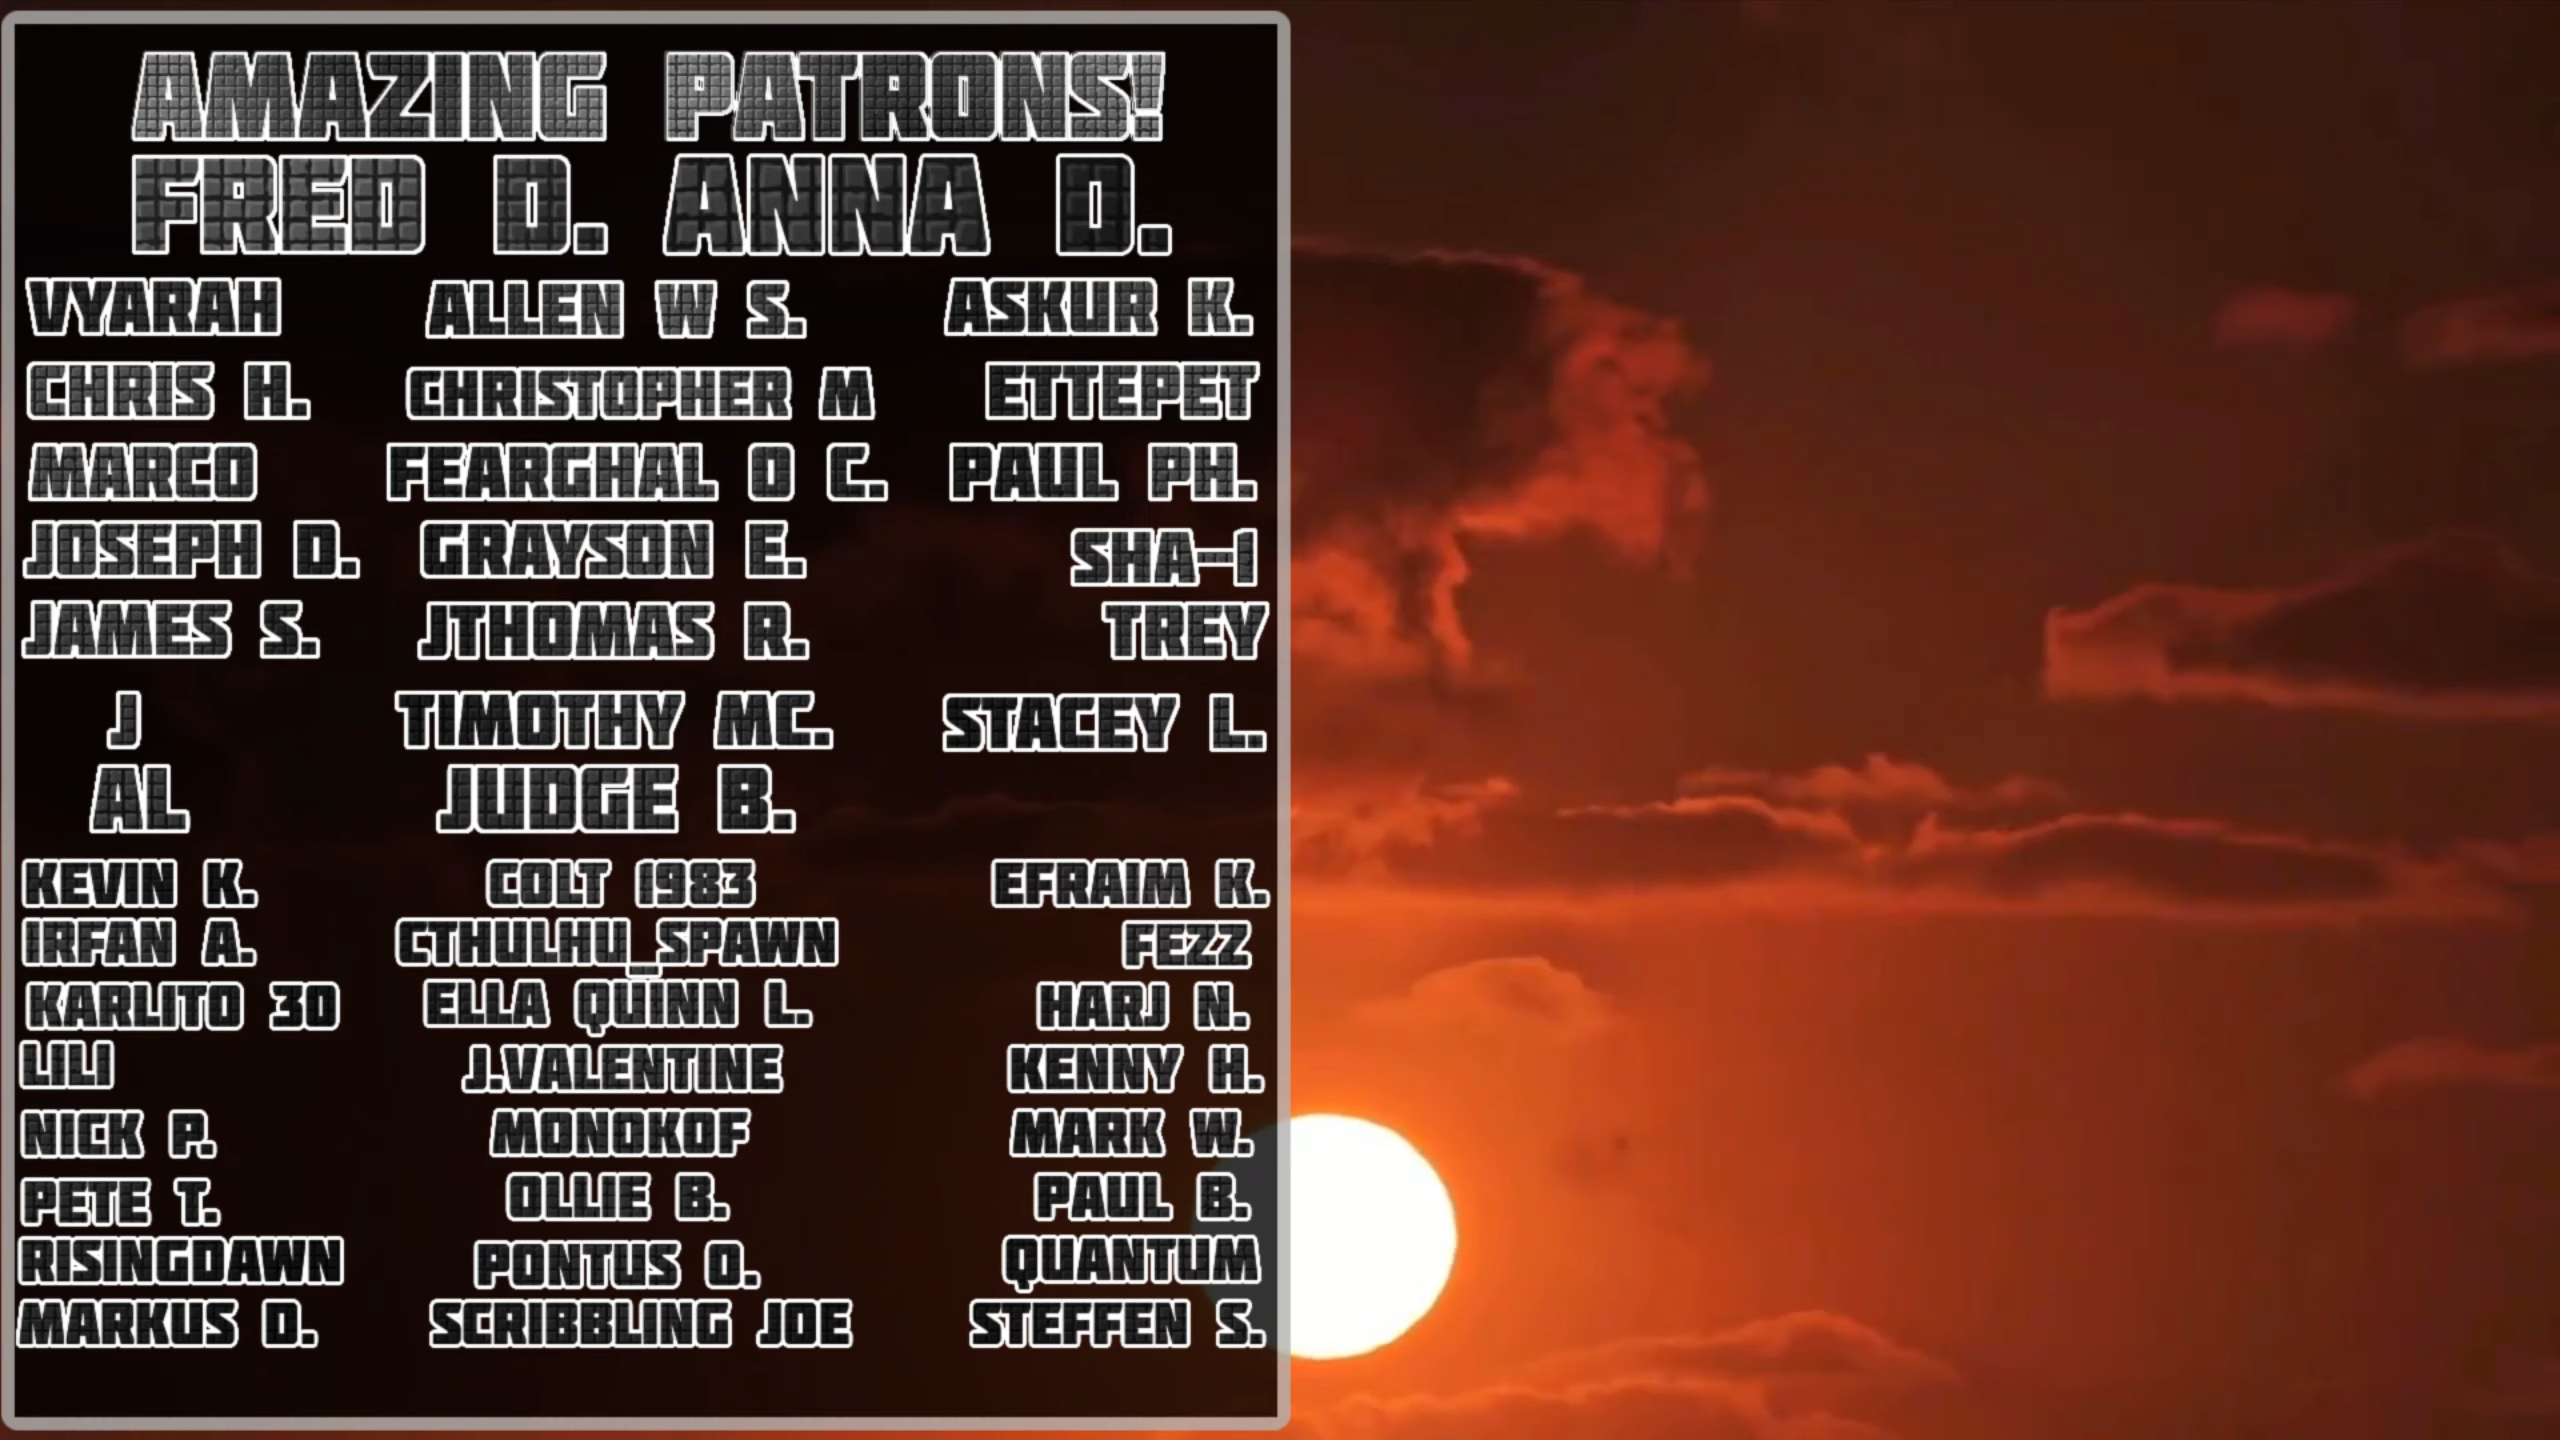 AMAZING PATRONS!
FRED D. ANNA D.
VYARAH ALLEN W S. ASKUR K.
CHRIS H. CHRISTOPHER M ETTEPET
MARCO FEARGHAL O C. PAUL PH.
JOSEPH D. GRAYSON E. SHA-1
JAMES S. JTHOMAS R. TREY
J TIMOTHY MC. STACEY L.
AL JUDGE B.
KEVIN K. COLT 1983 EFRAIM K.
IRFAN A. CTHULHU_SPAWN FEZZ
KARLITO 30 ELLA QUINN L. HARJ N.
LILI J.VALENTINE KENNY H.
NICK P. MONOKOF MARK W.
PETE T. OLLIE B. PAUL B.
RISINGDAWN PONTUS O. QUANTUM
MARKUS D. SCRIBBLING JOE STEFFEN S.